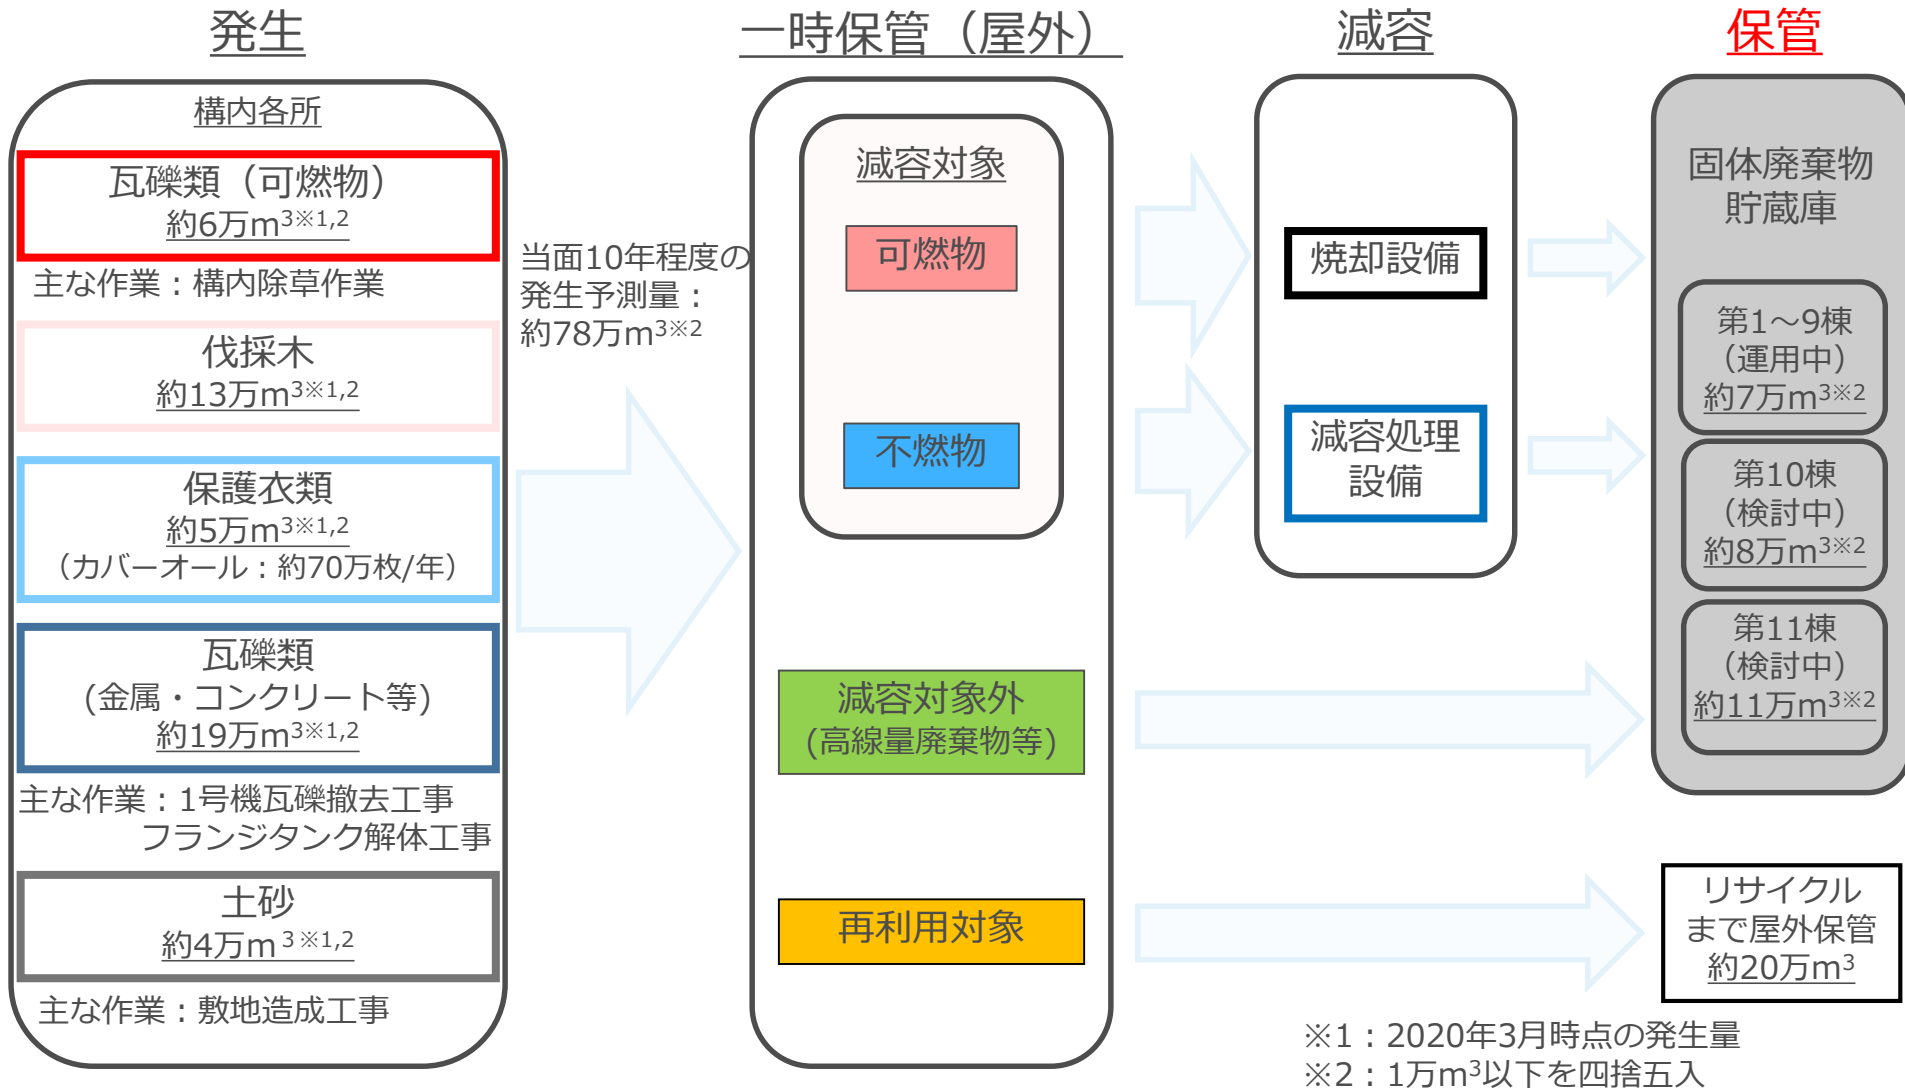 発生
一時保管（屋外）
減容
保管
構内各所
瓦礫類（可燃物）
約6万m³※1,2
主な作業：構内除草作業
伐採木
約13万m³※1,2
保護衣類
約5万m³※1,2
（カバーオール：約70万枚/年）
瓦礫類
(金属・コンクリート等)
約19万m³※1,2
主な作業：1号機瓦礫撤去工事
フランジタンク解体工事
土砂
約4万m³※1,2
主な作業：敷地造成工事
当面10年程度の
発生予測量：
約78万m³※2
減容対象
可燃物
不燃物
減容対象外
(高線量廃棄物等)
再利用対象
焼却設備
減容処理
設備
固体廃棄物
貯蔵庫
第1～9棟
（運用中）
約7万m³※2
第10棟
（検討中）
約8万m³※2
第11棟
（検討中）
約11万m³※2
リサイクル
まで屋外保管
約20万m³
※1：2020年3月時点の発生量
※2：1万m³以下を四捨五入